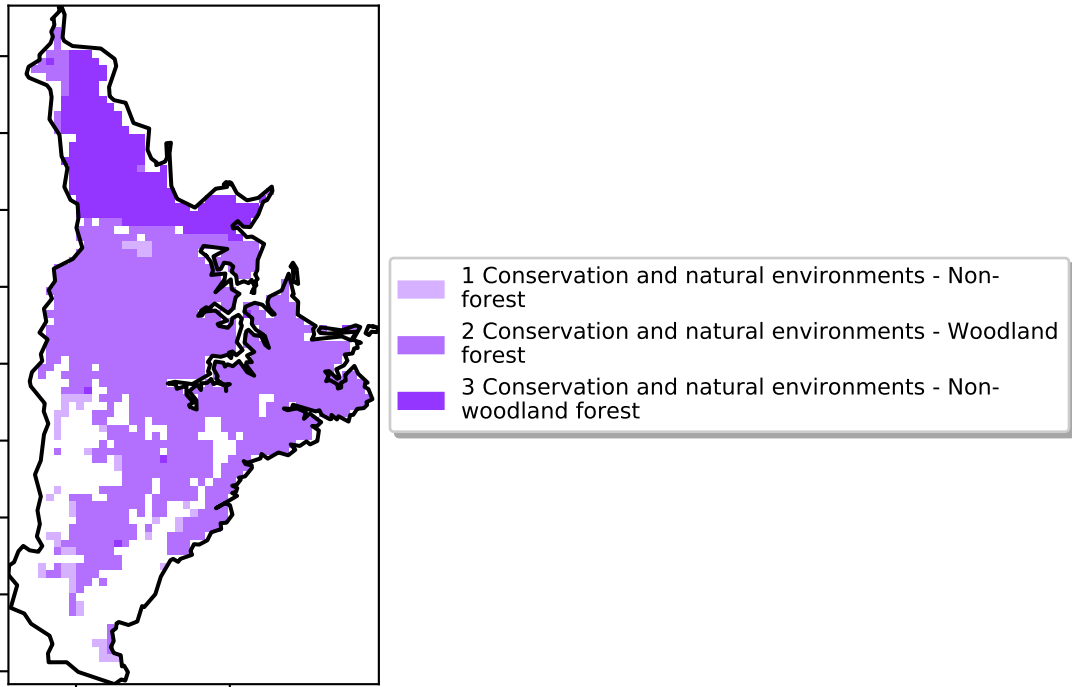 1 Conservation and natural environments - Non-
forest
2 Conservation and natural environments - Woodland
forest
3 Conservation and natural environments - Non-
woodland forest